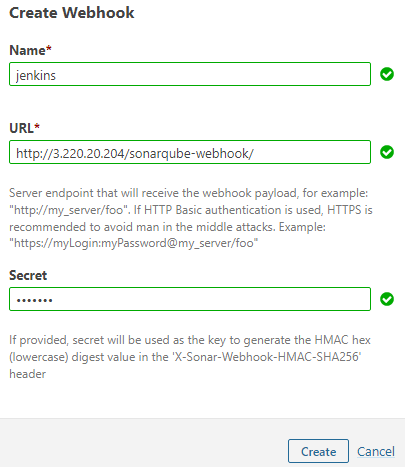 Create Webhook
Name*
jenkins
URL*
http://3.220.20.204/sonarqube-webhook/
Server endpoint that will receive the webhook payload, for example:
"http://my_server/foo". If HTTP Basic authentication is used, HTTPS is
recommended to avoid man in the middle attacks. Example:
"https://myLogin:myPassword@my_server/foo"
Secret
•••••••
If provided, secret will be used as the key to generate the HMAC hex
(lowercase) digest value in the 'X-Sonar-Webhook-HMAC-SHA256'
header
Create Cancel